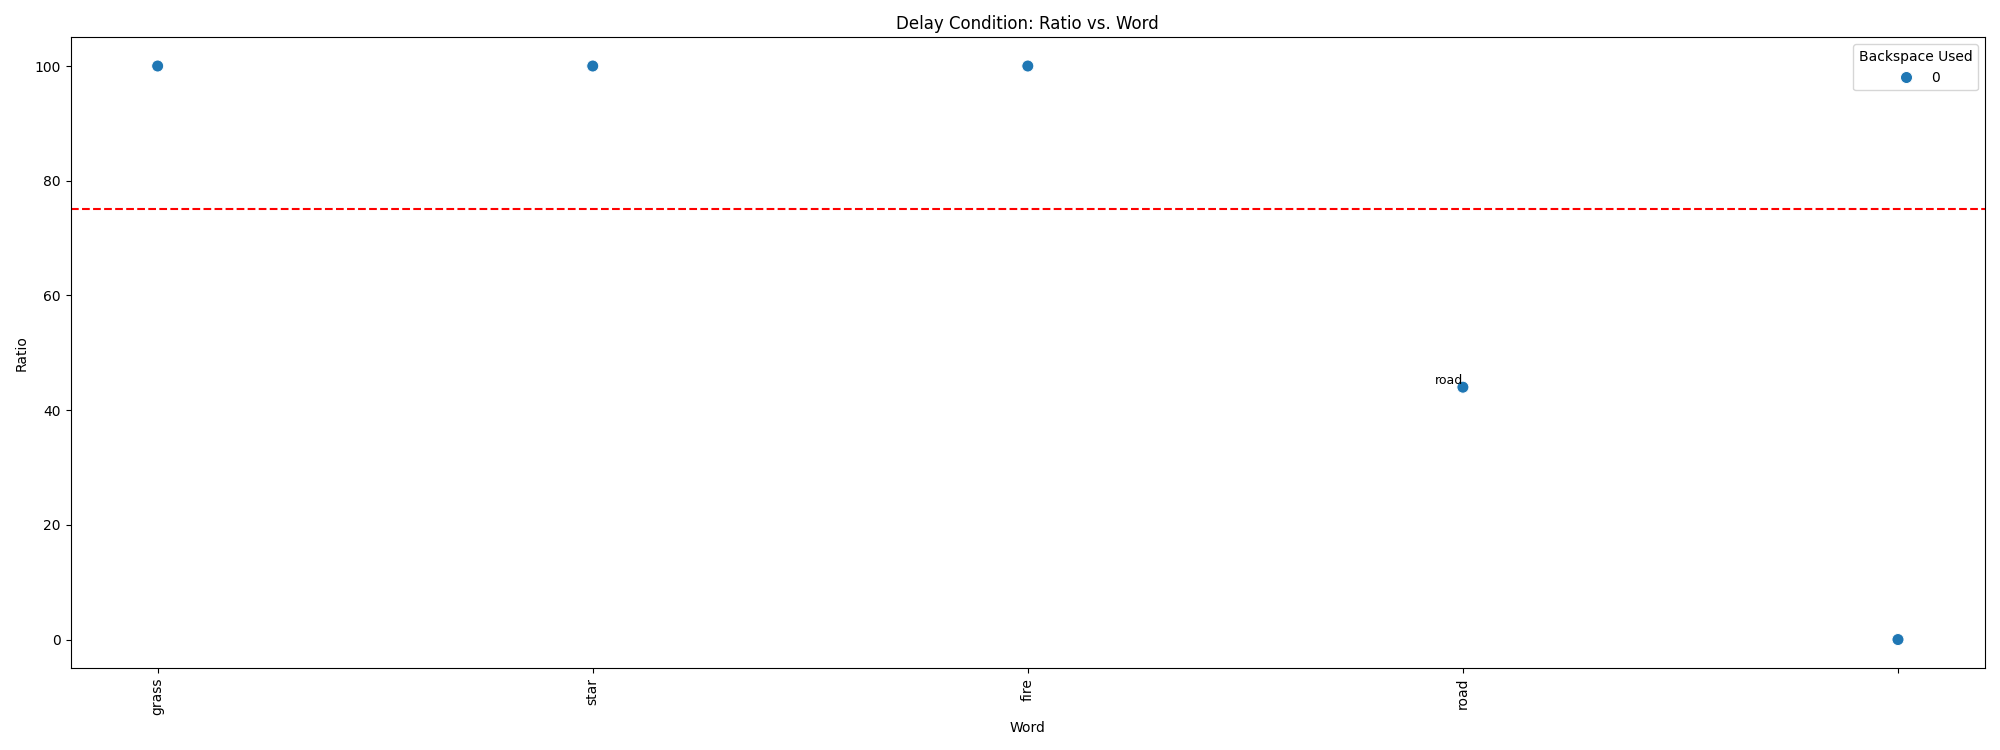 Delay Condition: Ratio vs. Word
Backspace Used
0
100
80
60
40
20
0
Ratio
road
grass
star
fire
road
Word